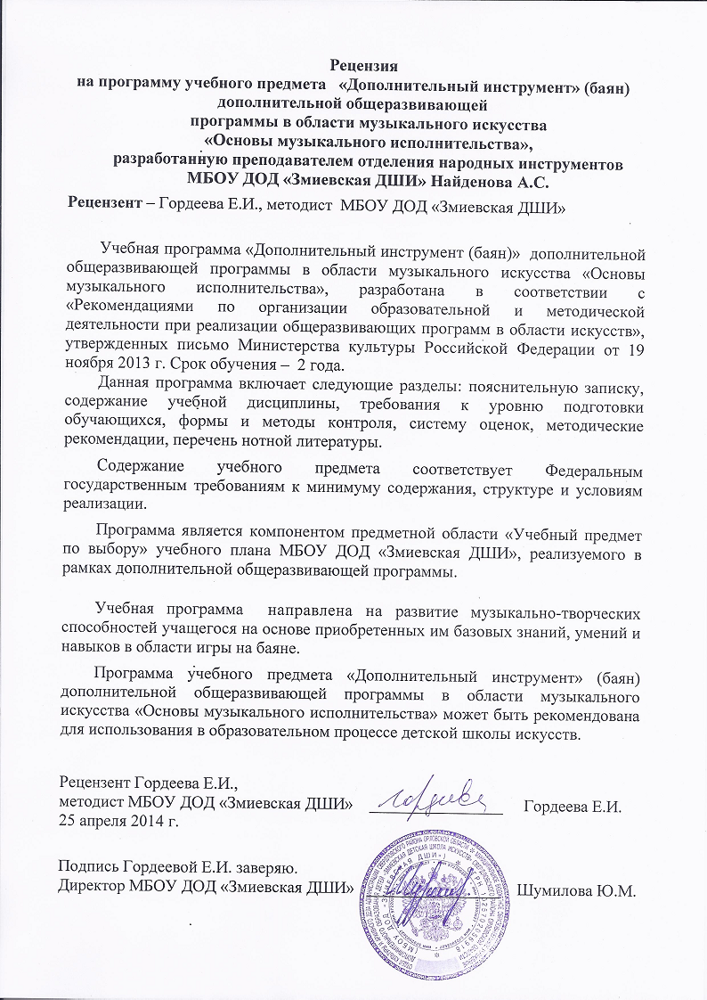 Рецензия
на программу учебного предмета «Дополнительный инструмент» (баян)
дополнительной общеразвивающей
программы в области музыкального искусства
«Основы музыкального исполнительства»,
разработанную преподавателем отделения народных инструментов
МБОУ ДОД «Змиевская ДШИ» Найденова А.С.
Рецензент – Гордеева Е.И., методист МБОУ ДОД «Змиевская ДШИ»
Учебная программа «Дополнительный инструмент (баян)» дополнительной
общеразвивающей программы в области музыкального искусства «Основы
музыкального исполнительства», разработана в соответствии с
«Рекомендациями по организации образовательной и методической
деятельности при реализации общеразвивающих программ в области искусств»,
утвержденных письмо Министерства культуры Российской Федерации от 19
ноября 2013 г. Срок обучения – 2 года.
Данная программа включает следующие разделы: пояснительную записку,
содержание учебной дисциплины, требования к уровню подготовки
обучающихся, формы и методы контроля, систему оценок, методические
рекомендации, перечень нотной литературы.
Содержание учебного предмета соответствует Федеральным
государственным требованиям к минимуму содержания, структуре и условиям
реализации.
Программа является компонентом предметной области «Учебный предмет
по выбору» учебного плана МБОУ ДОД «Змиевская ДШИ», реализуемого в
рамках дополнительной общеразвивающей программы.
Учебная программа направлена на развитие музыкально-творческих
способностей учащегося на основе приобретенных им базовых знаний, умений и
навыков в области игры на баяне.
Программа учебного предмета «Дополнительный инструмент» (баян)
дополнительной общеразвивающей программы в области музыкального
искусства «Основы музыкального исполнительства» может быть рекомендована
для использования в образовательном процессе детской школы искусств.
Рецензент Гордеева Е.И.,
методист МБОУ ДОД «Змиевская ДШИ» Гордеева Гордеева Е.И.
25 апреля 2014 г.
Подпись Гордеевой Е.И. заверяю.
Директор МБОУ ДОД «Змиевская ДШИ» Шумилова Ю.М.